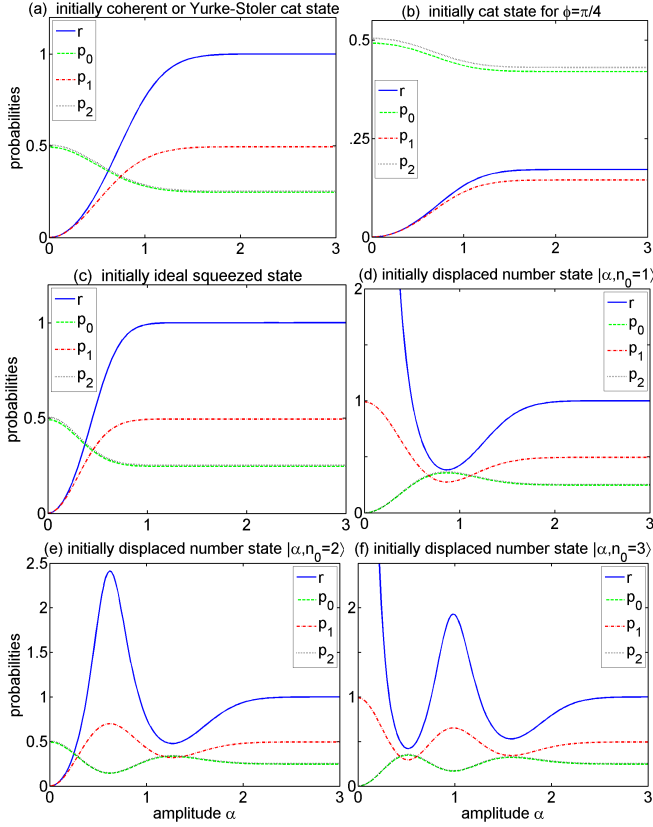 (a) initially coherent or Yurke-Stoler cat state
probabilities
1
0.5
0
r
p0
p1
p2
0 1 2 3
(b) initially cat state for ϕ=π/4
0.5
.25
0
r
p0
p1
p2
0 1 2 3
(c) initially ideal squeezed state
probabilities
1
0.5
0
r
p0
p1
p2
0 1 2 3
(d) initially displaced number state |α,n0=1⟩
2
1
0
r
p0
p1
p2
0 1 2 3
(e) initially displaced number state |α,n0=2⟩
probabilities
2.5
2
1.5
1
0.5
0
r
p0
p1
p2
0 1 2 3
amplitude α
(f) initially displaced number state |α,n0=3⟩
2
1
0.5
0
r
p0
p1
p2
0 1 2 3
amplitude α